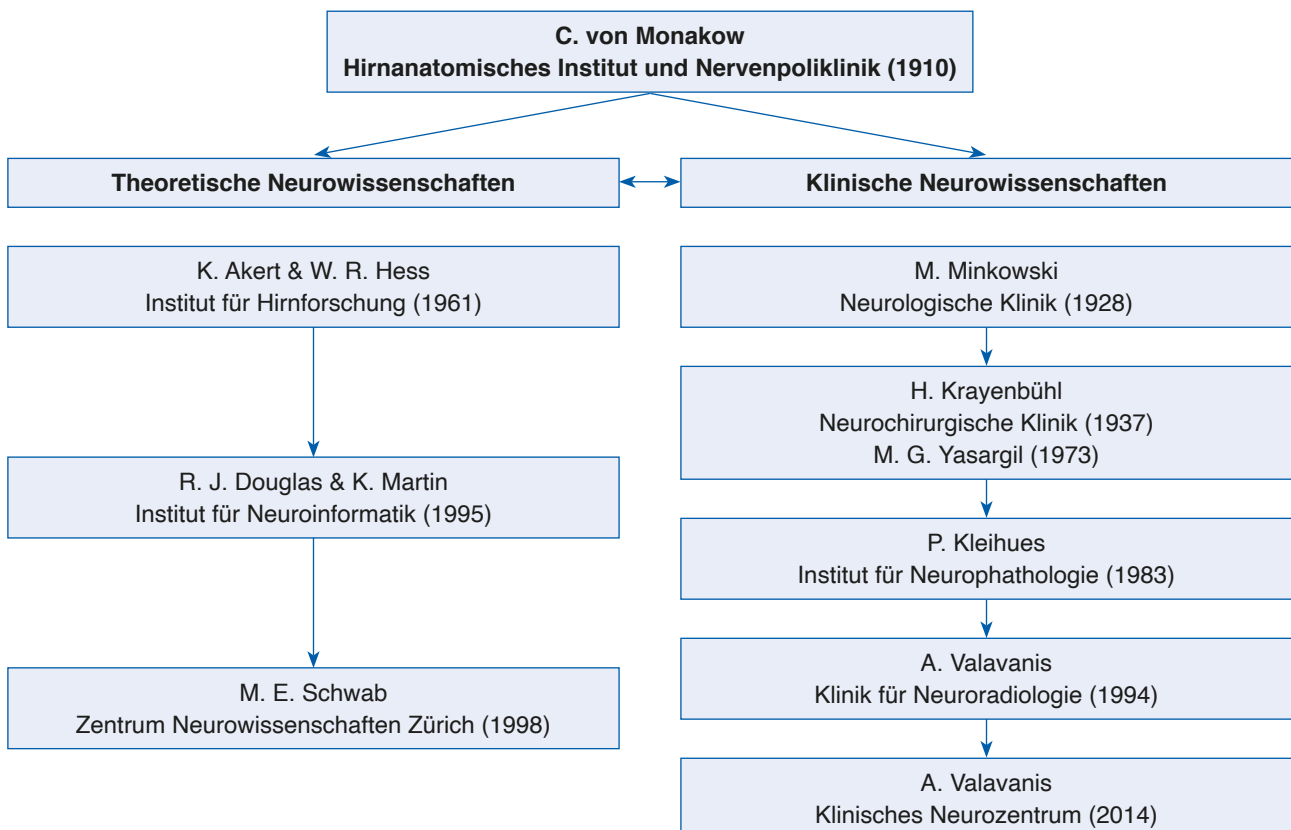 C. von Monakow
Hirnanatomisches Institut und Nervenpoliklinik (1910)
Theoretische Neurowissenschaften
Klinische Neurowissenschaften
K. Akert & W. R. Hess
Institut für Hirnforschung (1961)
R. J. Douglas & K. Martin
Institut für Neuroinformatik (1995)
M. E. Schwab
Zentrum Neurowissenschaften Zürich (1998)
M. Minkowski
Neurologische Klinik (1928)
H. Krayenbühl
Neurochirurgische Klinik (1937)
M. G. Yasargil (1973)
P. Kleihues
Institut für Neurophathologie (1983)
A. Valavanis
Klinik für Neuroradiologie (1994)
A. Valavanis
Klinisches Neurozentrum (2014)